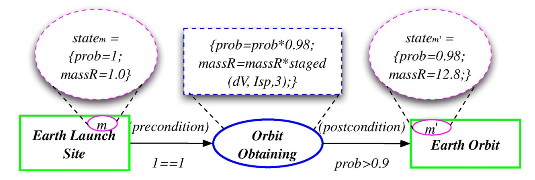 statem =
{prob=1;
massR=1.0}
{prob=prob*0.98;
massR=massR*staged
(dV, Isp,3);}
statem' =
{prob=0.98;
massR=12.8;}
m
(precondition)
(postcondition)
m'
Earth Launch
Site
Orbit
Obtaining
Earth Orbit
1==1
prob>0.9